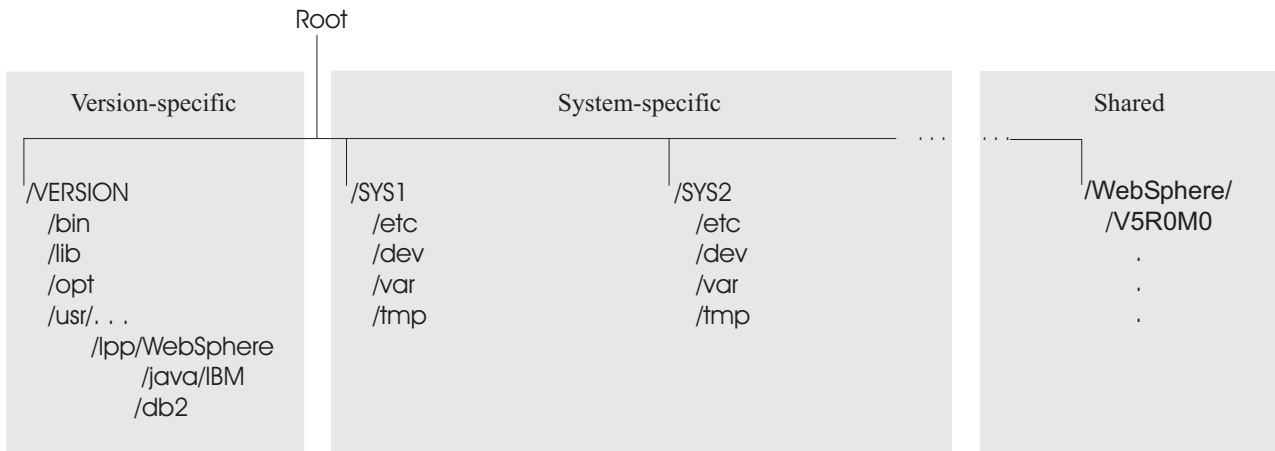 Root
Version-specific
System-specific
Shared
. . .
. . .
/VERSION
/bin
/lib
/opt
/usr/. . .
/lpp/WebSphere
/java/IBM
/db2
/SYS1
/etc
/dev
/var
/tmp
/SYS2
/etc
/dev
/var
/tmp
/WebSphere/
/V5R0M0
.
.
.